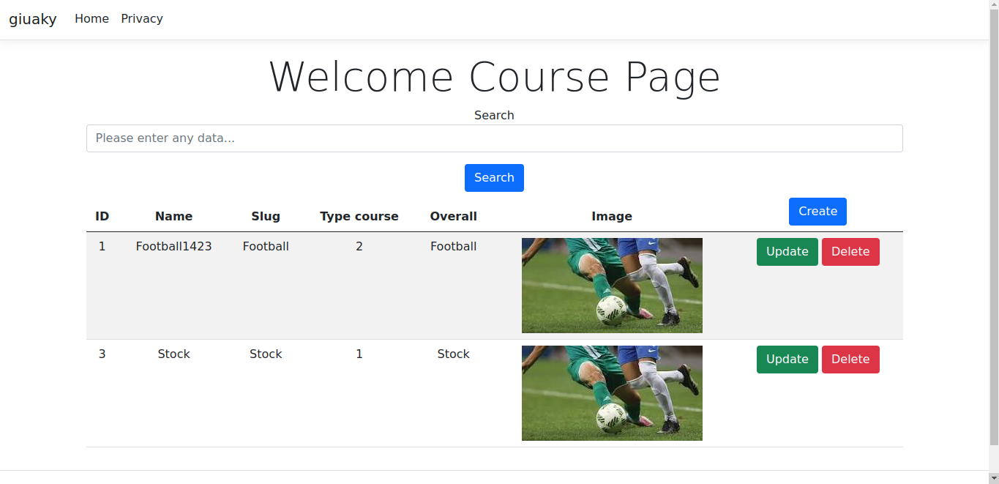 giuaky Home Privacy
Welcome Course Page
Search
Please enter any data...
Search
ID Name Slug Type course Overall Image Create
1 Football1423 Football 2 Football Update Delete
3 Stock Stock 1 Stock Update Delete